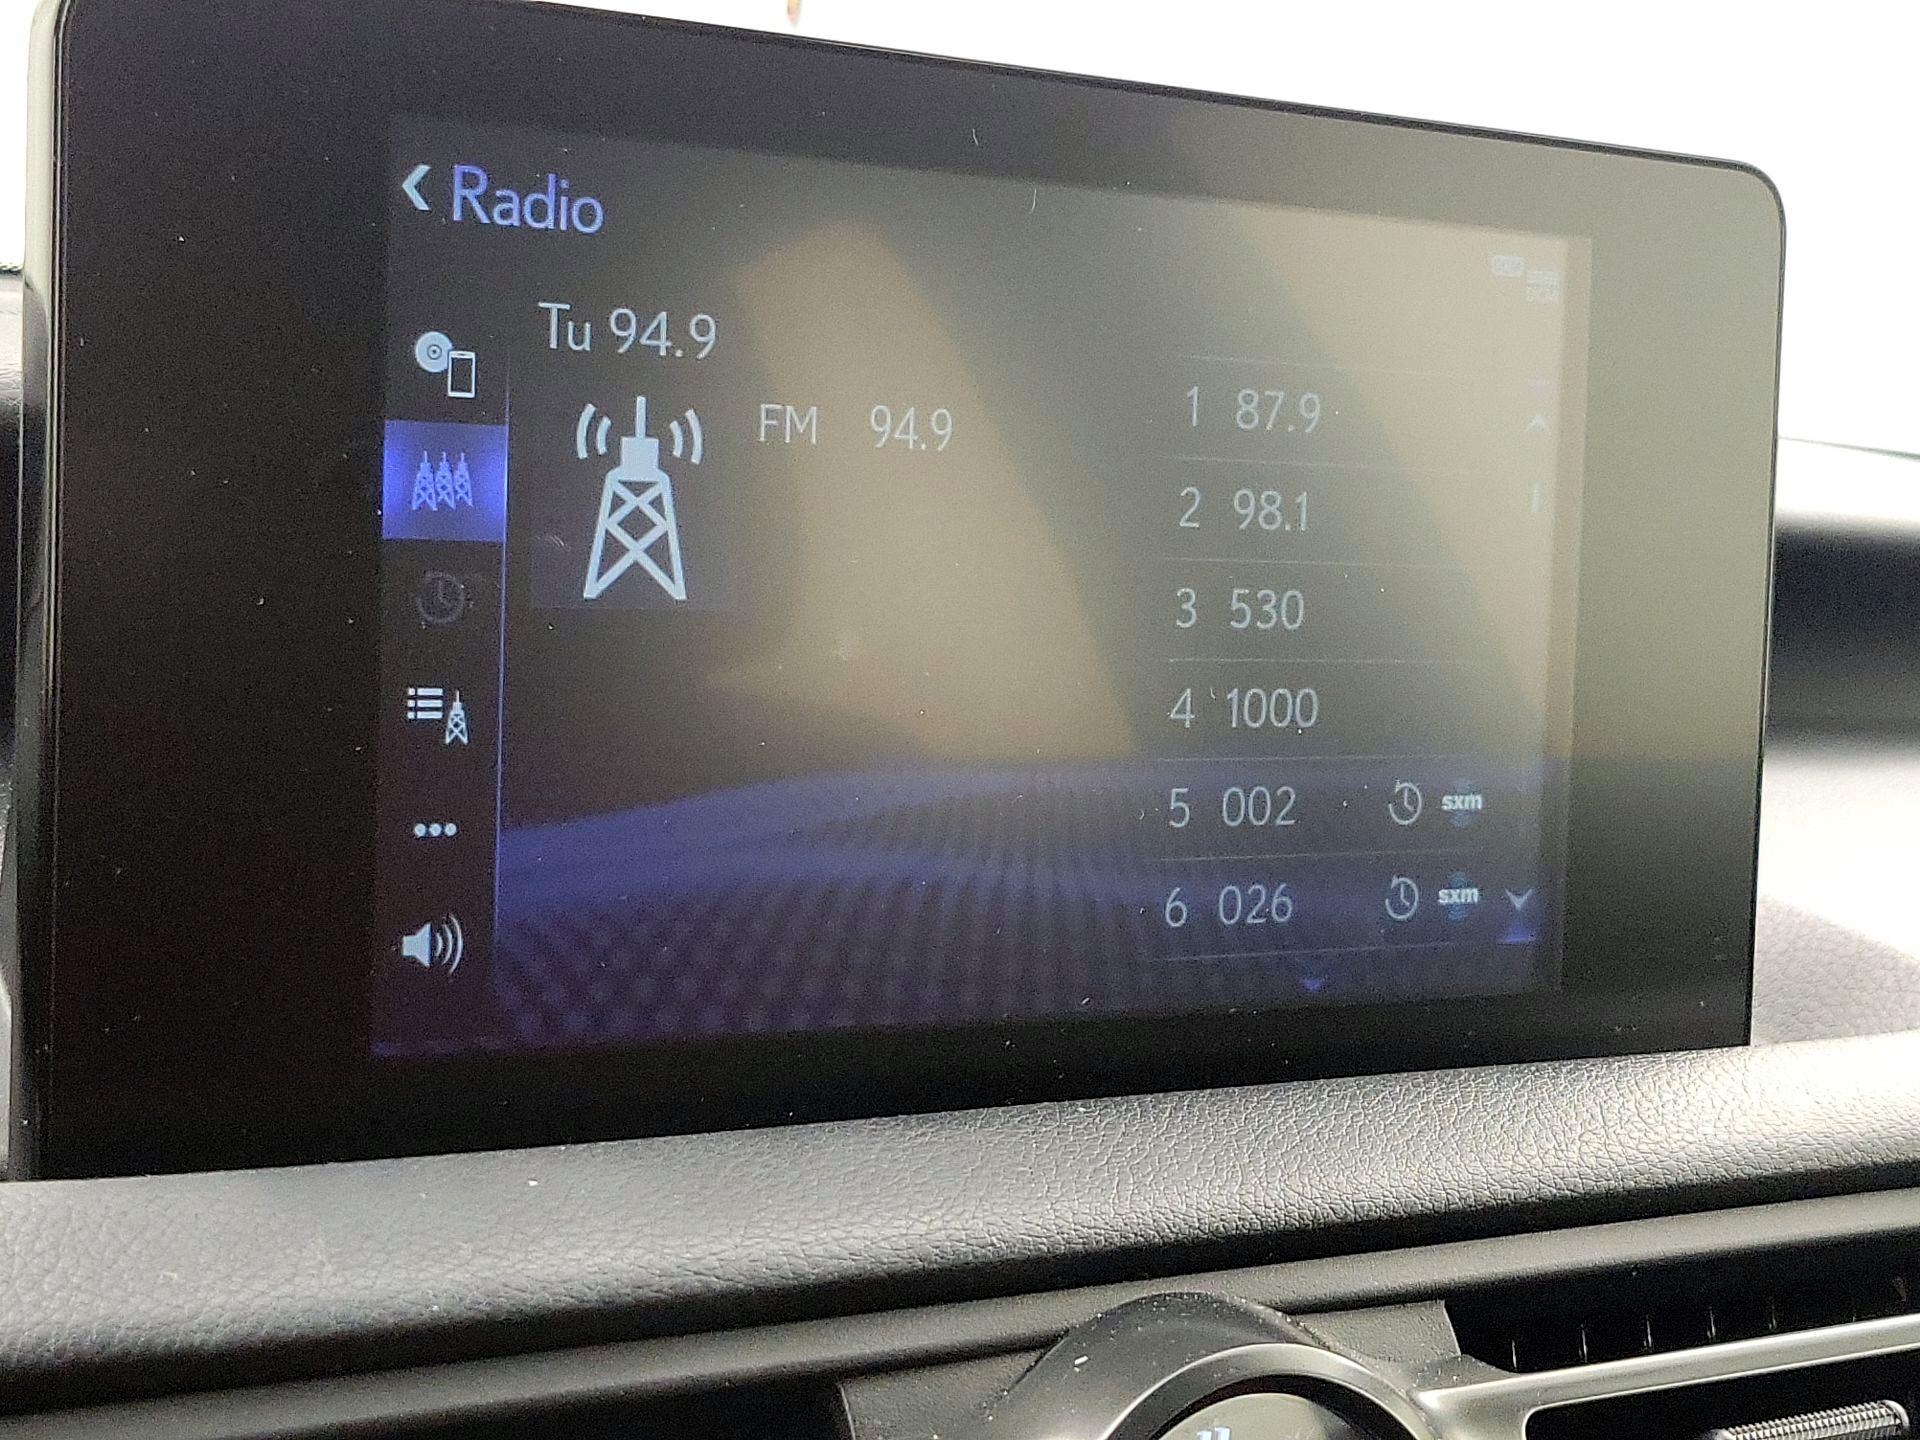 Radio
Tu 94.9
FM 94.9
1 87.9
2 98.1
3 530
4 1000
5 002 sxm
6 026 sxm